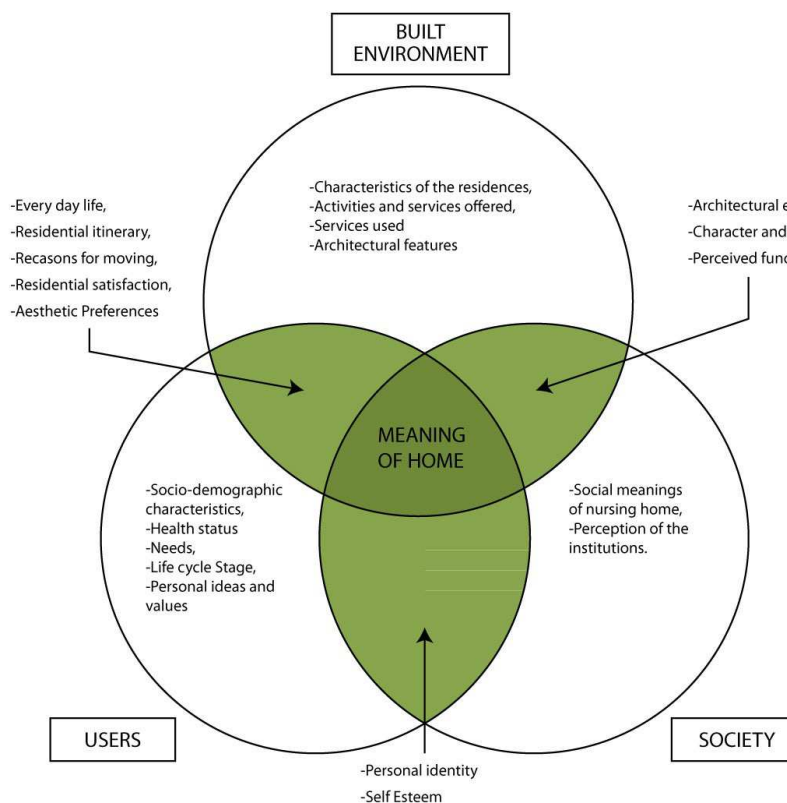 BUILT
ENVIRONMENT
-Characteristics of the residences,
-Activities and services offered,
-Services used
-Architectural features
-Every day life,
-Residential itinerary,
-Recasons for moving,
-Residential satisfaction,
-Aesthetic Preferences
-Architectural
-Character and
-Perceived
MEANING
OF HOME
-Socio-demographic
characteristics,
-Health status
-Needs,
-Life cycle Stage,
-Personal ideas and
values
-Social meanings
of nursing home,
-Perception of the
institutions.
USERS
SOCIETY
-Personal identity
-Self Esteem